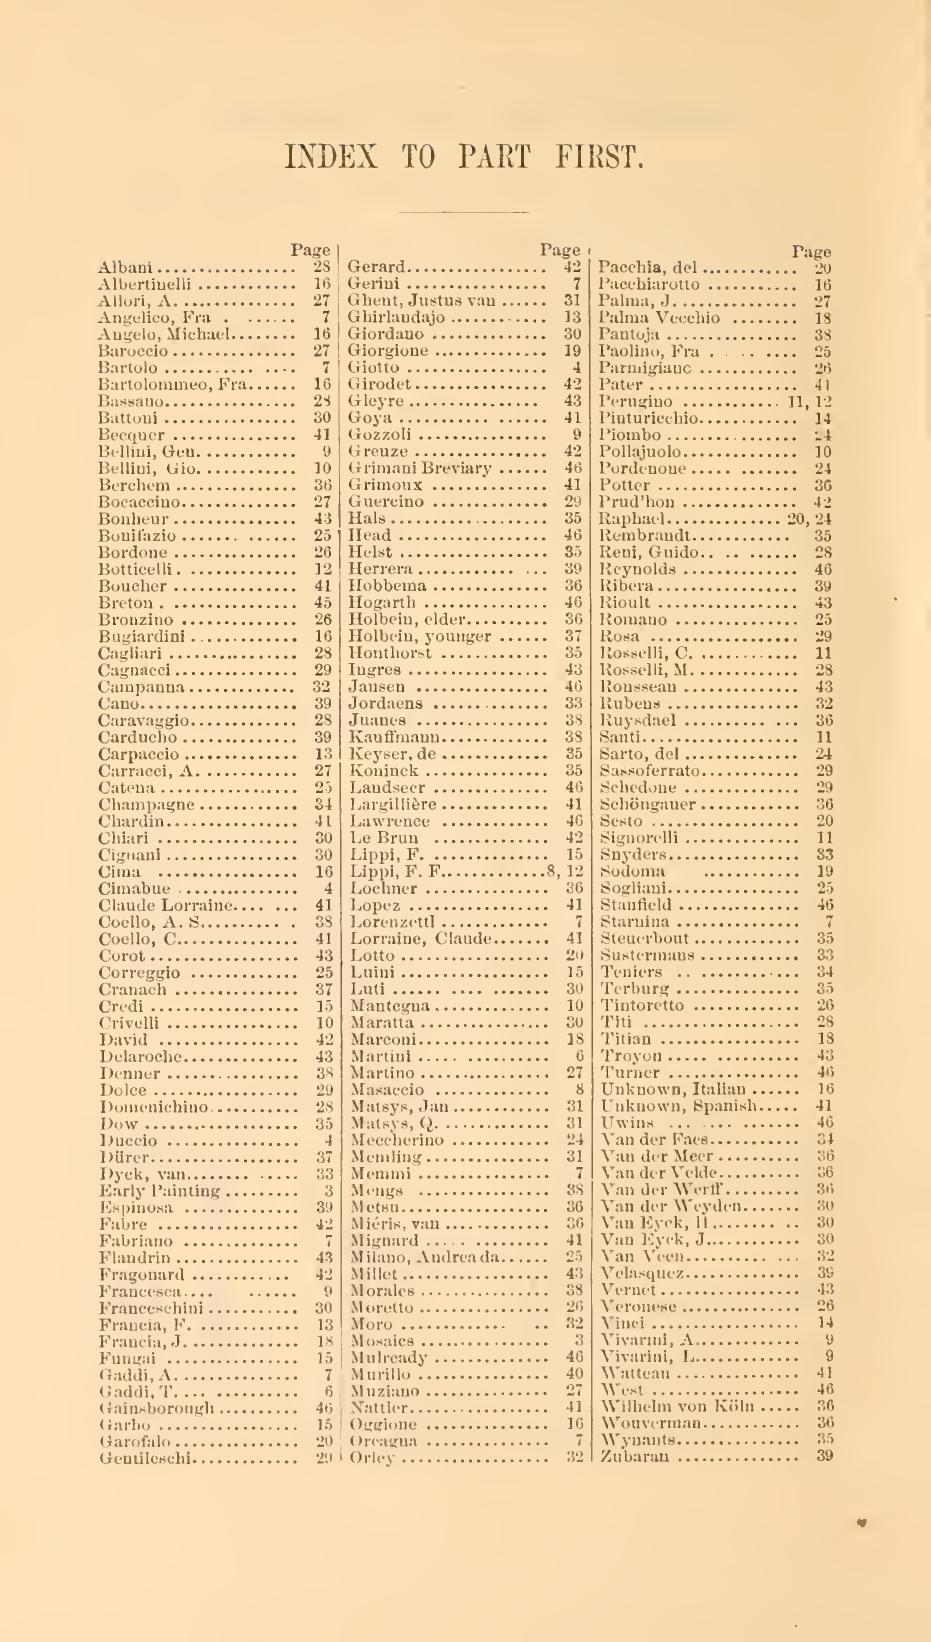 INDEX TO PART FIRST.
Page
Albani ................ 28
Albertinelli ............ 16
Allori, A. .............. 27
Angelico, Fra . ...... 7
Angelo, Michael........ 16
Baroccio ............... 27
Bartolo ........... .... 7
Bartolommeo, Fra...... 16
Bassano................ 28
Battoni ................ 30
Becquer ................ 41
Bellini, Gen. ........... 9
Bellini, Gio. ........... 10
Berchem ............... 36
Bocaccino.............. 27
Bonheur ............... 43
Bonifazio ....... ...... 25
Bordone ............... 26
Botticelli. .............. 12
Boucher ............... 41
Breton . ............... 45
Bronzino ............... 26
Bugiardini ............. 16
Cagliari ............... 28
Cagnacci............... 29
Campanna ............. 32
Cano................... 39
Caravaggio............. 28
Carducho .............. 39
Carpaccio .............. 13
Carracci, A. ........... 27
Catena ................. 25
Champagne ............ 34
Chardin................ 41
Chiari ................. 30
Cignani ................ 30
Cima ................ 16
Cimabue .............. 4
Claude Lorraine.... ... 41
Coello, A. S.......... . 38
Coello, C............... 41
Corot .................. 43
Correggio ............. 25
Cranach ............... 37
Credi .................. 15
Crivelli ................ 10
David ................. 42
Delaroche.............. 43
Denner ................ 38
Dolce .................. 29
Domenichino........... 28
Dow ................... 35
Duccio ................. 4
Dürer.................. 37
Dyck, van........ ..... 33
Early Painting ......... 3
Espinosa .............. 39
Fabre ................. 42
Fabriano .............. 7
Flandrin ............... 43
Fragonard ............ 42
Francesca.... ...... 9
Franceschini ........... 30
Francia, F. ............ 13
Francia, J.............. 18
Fungai ................ 15
Gaddi, A. .............. 7
Gaddi, T. ... .......... 6
Gainsborough .......... 46
Garbo ................. 15
Garofalo ............... 20
Gentileschi............. 29
Page
Gerard................. 42
Gerini ................. 7
Ghent, Justus van ...... 31
Ghirlandajo ............ 13
Giordano .............. 30
Giorgione .............. 19
Giotto ................. 4
Girodet................. 42
Gleyre ................. 43
Goya .................. 41
Gozzoli ................ 9
Greuze ................. 42
Grimani Breviary ...... 46
Grimoux ............... 41
Guercino ............... 29
Hals ................... 35
Head .................. 46
Helst .................. 35
Herrera ............ ... 39
Hobbema .............. 36
Hogarth ............... 46
Holbein, elder.......... 36
Holbein, younger ...... 37
Honthorst ............. 35
Ingres ................. 43
Jansen ................ 46
Jordaens .............. 33
Juanes ................ 38
Kauffmann............. 38
Keyser, de ............. 35
Koninck ............... 35
Landseer .............. 46
Largillière ............. 41
Lawrence ............. 46
Le Brun .............. 42
Lippi, F. .............. 15
Lippi, F. F............8, 12
Lochner ............... 36
Lopez ................. 41
Lorenzetti ............. 7
Lorraine, Claude....... 41
Lotto .................. 20
Luini .................. 15
Luti ...... .... ....... 30
Mantegna .............. 10
Maratta ............... 30
Marconi................ 18
Martini ..... .......... 6
Martino ................ 27
Masaccio .............. 8
Matsys, Jan ............ 31
Matsys, Q. ............. 31
Meccherino ............ 24
Memling ............... 31
Memmi ................ 7
Mengs ................ 38
Metsu.................. 36
Miéris, van ............ 36
Mignard ..... ......... 41
Milano, Andrea da...... 25
Millet .................. 43
Morales ................ 38
Moretto ................ 26
Moro ............ .. 32
Mosaics ................ 3
Mulready .............. 46
Murillo ................ 40
Muziano ............... 27
Nattier................. 41
Oggione ............... 16
Orcagna ............... 7
Orley .................. 32
Page
Pacchia, del ............ 20
Pacchiarotto ........... 16
Palma, J. .............. 27
Palma Vecchio ........ 18
Pantoja ................ 38
Paolino, Fra . . .. .... 25
Parmigiano ............ 26
Pater .................. 41
Perugino ............ 11, 12
Pinturicchio............ 14
Piombo ................
Pollajuolo.............. 10
Pordenone ..... ....... 24
Potter ................. 36
Prud'hon .............. 42
Raphael.............. 20, 24
Rembrandt............. 35
Reni, Guido.. .. ...... 28
Reynolds .............. 46
Ribera ................. 39
Rioult ................. 43
Romano ............... 25
Rosa .................. 29
Rosselli, C. ............ 11
Rosselli, M. ............ 28
Rousseau .............. 43
Rubens ................ 32
Ruysdael .......... ... 36
Santi................... 11
Sarto, del .............. 24
Sassoferrato............ 29
Schedone .............. 29
Schöngauer ............ 36
Sesto .................. 20
Signorelli .............. 11
Snyders................ 33
Sodoma ........... 19
Sogliani................ 25
Stanfield ............... 46
Starnina ............... 7
Steuerbout ............. 35
Sustermans ............ 33
Teniers .. ............ 34
Terburg ................ 35
Tintoretto ............. 26
Titi ................... 28
Titian ................. 18
Troyon ..... .......... 43
Turner ................ 46
Unknown, Italian ...... 16
Unknown, Spanish..... 41
Uwins ... .... ....... 46
Van der Faes........... 34
Van der Meer .......... 36
Van der Velde.......... 36
Van der Werff.......... 36
Van der Weyden........ 30
Van Eyck, H ........ .. 30
Van Eyck, J............ 30
Van Veen.......... ... 32
Velasquez.............. 39
Vernet ................. 43
Veronese ............... 26
Vinci .................. 14
Vivarini, A............. 9
Vivarini, L............. 9
Watteau ............... 41
West .................. 46
Wilhelm von Köln ..... 36
Wouverman............ 36
Wynants............... 35
Zubaran ............... 39